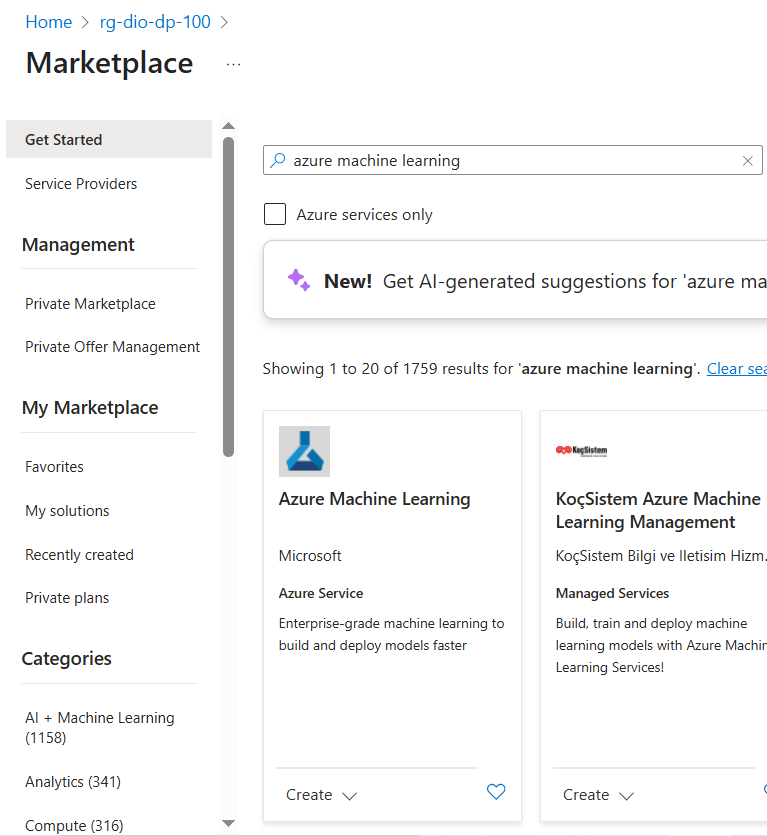 Home > rg-dio-dp-100 >
Marketplace ...
Get Started
Service Providers
Management
Private Marketplace
Private Offer Management
My Marketplace
Favorites
My solutions
Recently created
Private plans
Categories
AI + Machine Learning
(1158)
Analytics (341)
Compute (316)
azure machine learning
Azure services only
New! Get AI-generated suggestions for 'azure ma
Showing 1 to 20 of 1759 results for 'azure machine learning'. Clear sea
Azure Machine Learning
Microsoft
Azure Service
Enterprise-grade machine learning to
build and deploy models faster
Create
KoçSistem
KoçSistem Azure Machine
Learning Management
KoçSistem Bilgi ve Iletisim Hizm.
Managed Services
Build, train and deploy machine
learning models with Azure Machin
Learning Services!
Create